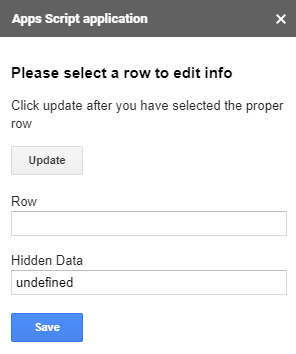 Apps Script application
Please select a row to edit info
Click update after you have selected the proper
row
Update
Row
Hidden Data
undefined
Save